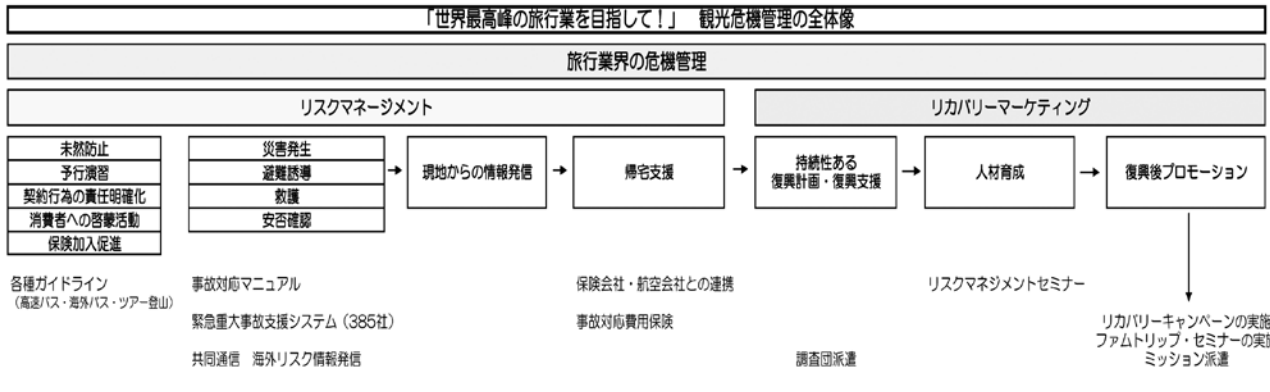 「世界最高峰の旅行業を目指して！」 観光危機管理の全体像
旅行業界の危機管理
リスクマネージメント
リカバリーマーケティング
未然防止
予行演習
契約行為の責任明確化
消費者への啓蒙活動
保険加入促進
災害発生
避難誘導
救護
安否確認
現地からの情報発信
帰宅支援
持続性ある
復興計画・復興支援
人材育成
復興後プロモーション
各種ガイドライン
（高速バス・海外バス・ツアー登山）
事故対応マニュアル
緊急重大事故支援システム（385社）
共同通信 海外リスク情報発信
保険会社・航空会社との連携
事故対応費用保険
調査団派遣
リスクマネジメントセミナー
リカバリーキャンペーンの実施
ファムトリップ・セミナーの実施
ミッション派遣